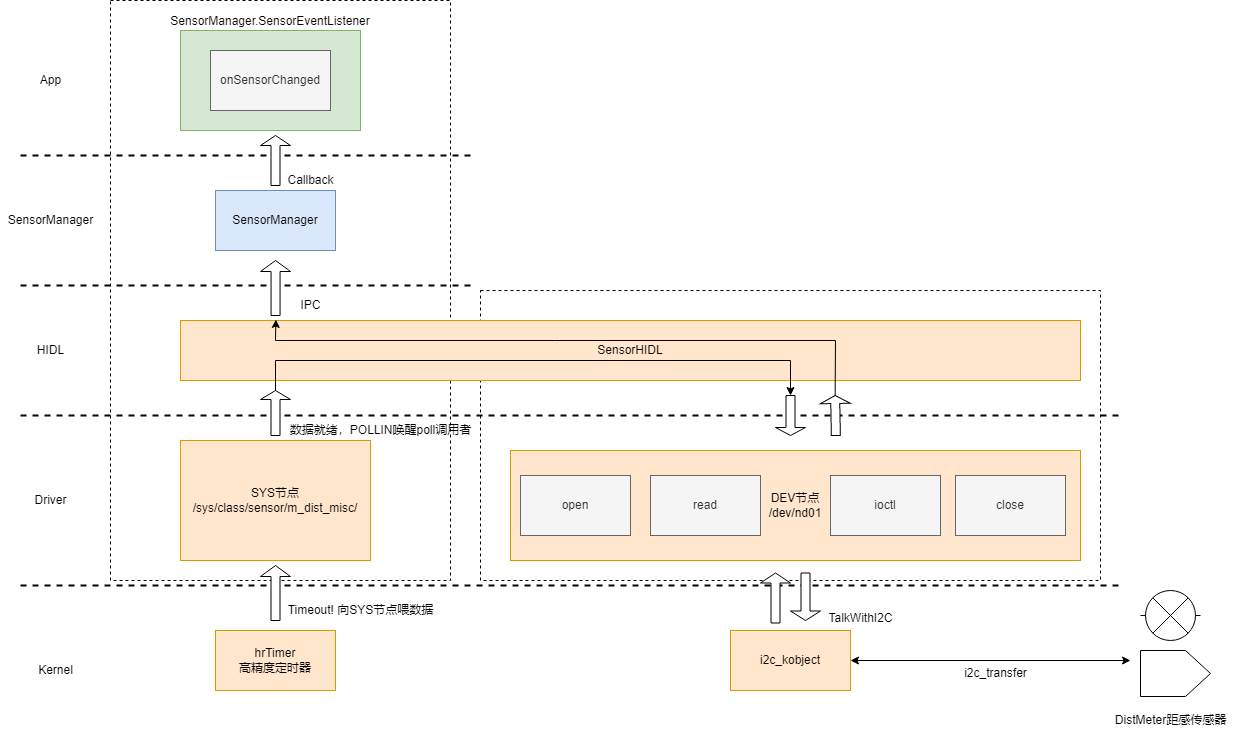 SensorManager.SensorEventListener
App
onSensorChanged
Callback
SensorManager
SensorManager
IPC
HIDL
SensorHIDL
数据就绪，POLLIN唤醒poll调用者
Driver
SYS节点
/sys/class/sensor/m_dist_misc/
open
read
DEV节点
/dev/nd01
ioctl
close
Timeout! 向SYS节点喂数据
TalkWithI2C
Kernel
hrTimer
高精度定时器
i2c_kobject
i2c_transfer
DistMeter距感传感器